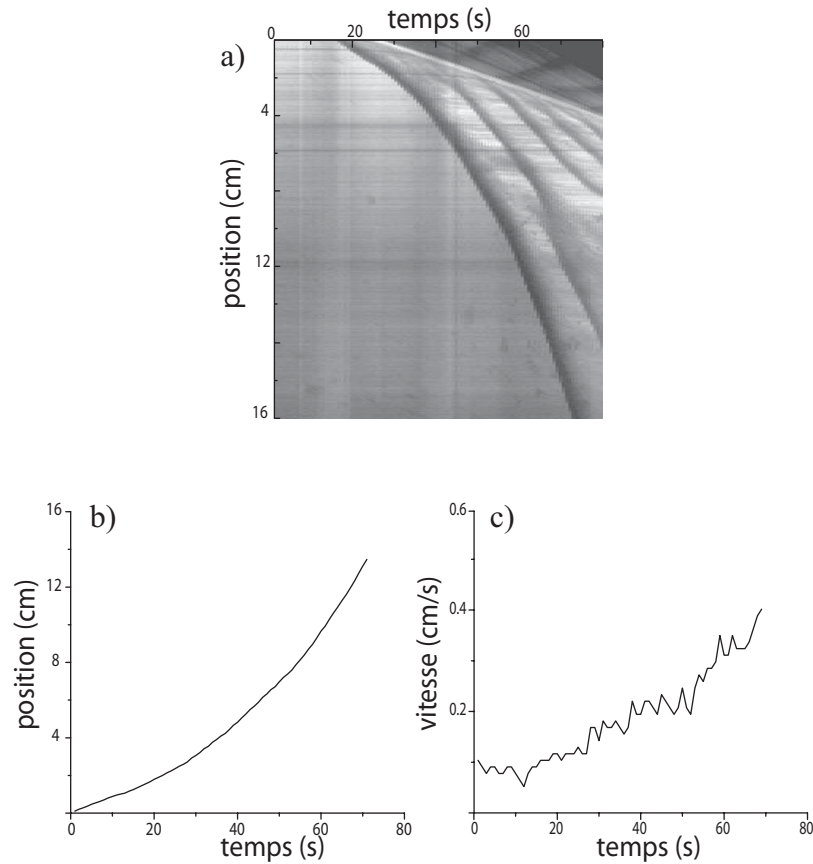 temps (s)
0 20 60
a)
4
12
16
position (cm)
b)
16
12
8
4
0 20 40 60 80
position (cm)
temps (s)
c)
0.6
0.4
0.2
0 20 40 60 80
vitesse (cm/s)
temps (s)